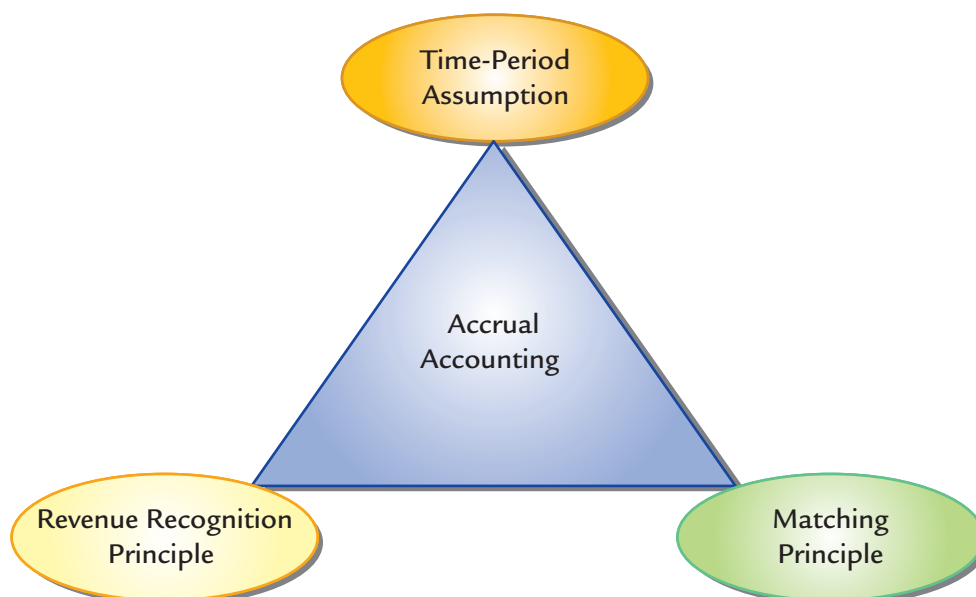 Time-Period
Assumption
Accrual
Accounting
Revenue Recognition
Principle
Matching
Principle